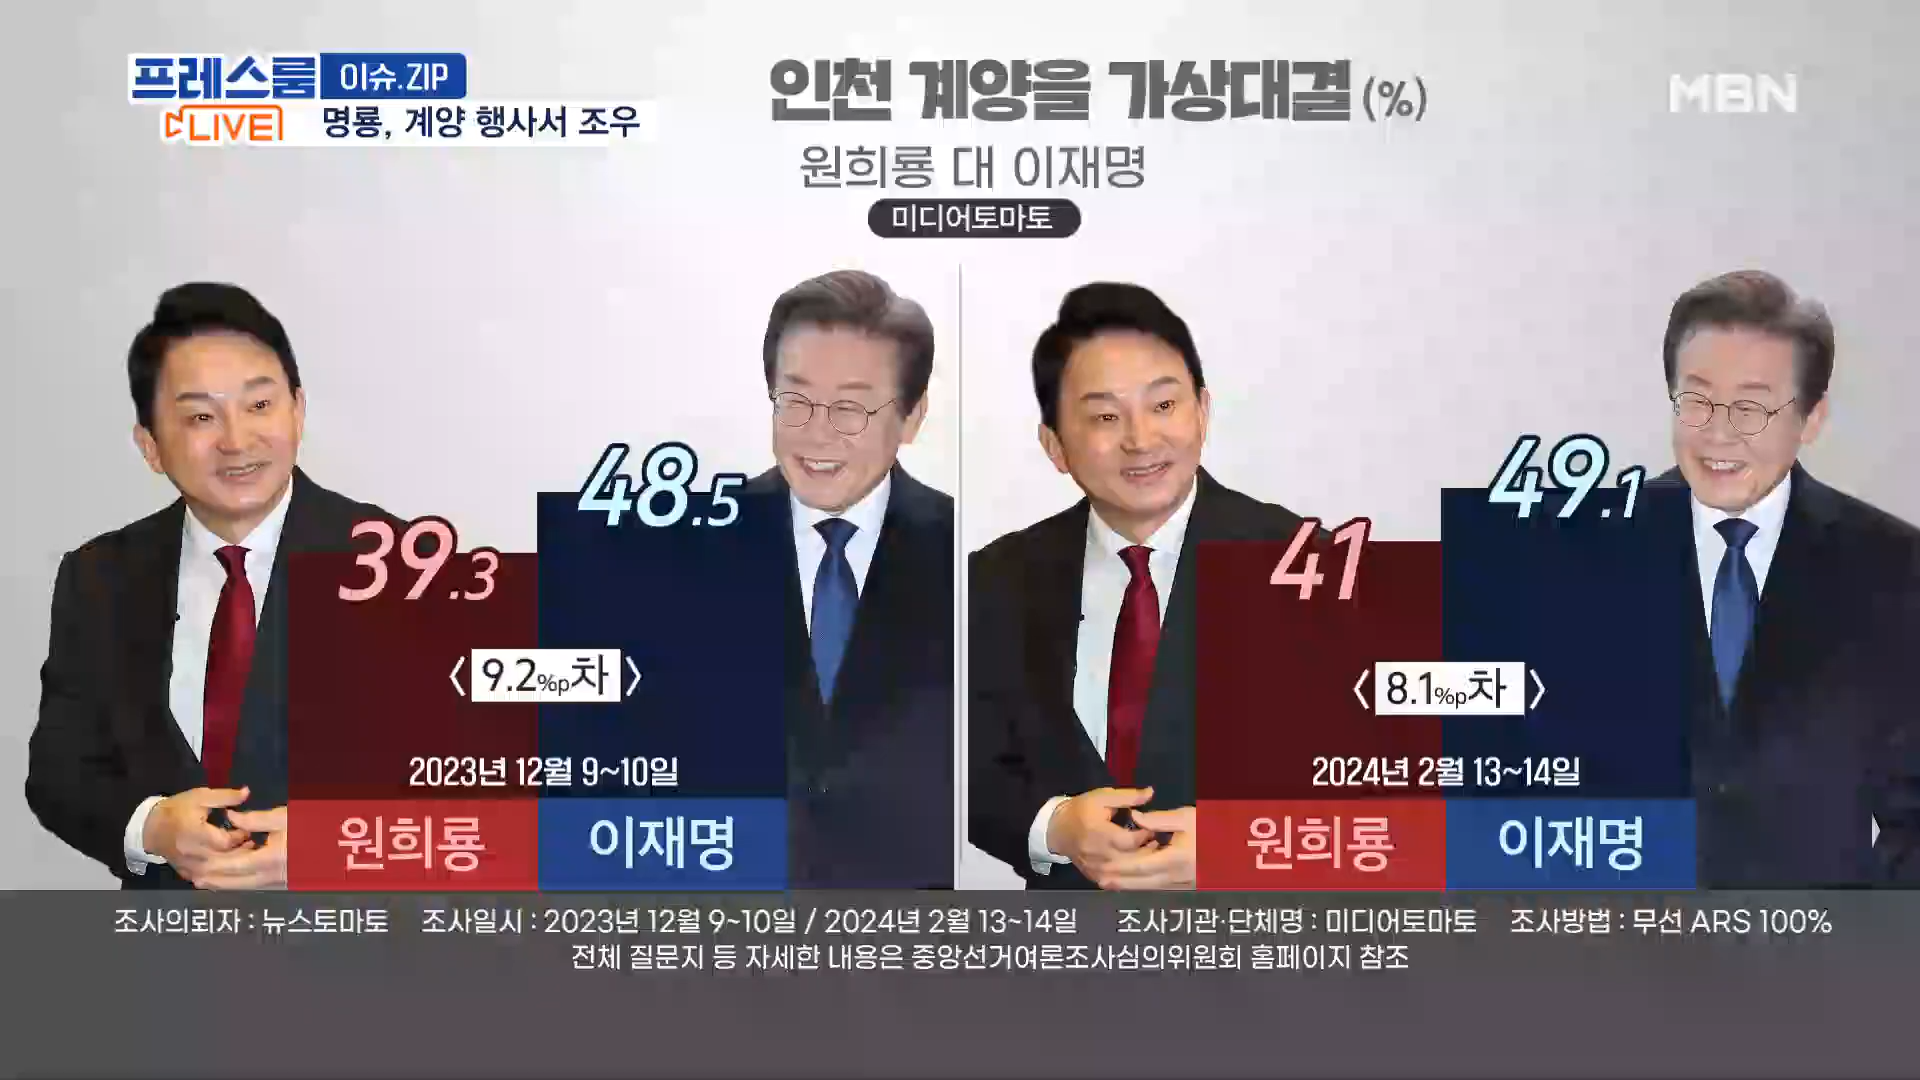 프레스룸 이슈.ZIP
LIVE 명룡, 계양 행사서 조우
인천 계양을 가상대결 (%)
MBN
원희룡 대 이재명
미디어토마토
39.3
48.5
〈 9.2%p차 〉
2023년 12월 9~10일
원희룡 이재명
41
49.1
〈 8.1%p차 〉
2024년 2월 13~14일
원희룡 이재명
조사의뢰자 : 뉴스토마토 조사일시 : 2023년 12월 9~10일 / 2024년 2월 13~14일 조사기관·단체명 : 미디어토마토 조사방법 : 무선 ARS 100%
전체 질문지 등 자세한 내용은 중앙선거여론조사심의위원회 홈페이지 참조